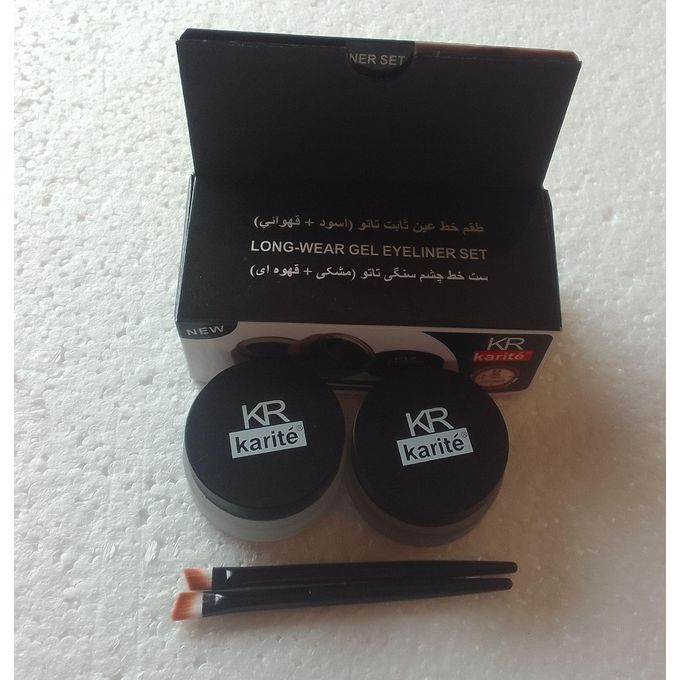 NER SET
طقم خط عين ثابت تاتو (اسود + قهواني)
LONG-WEAR GEL EYELINER SET
ست خط چشم سنگی تاتو (مشکی + قهوه ای)
NEW
KR
karité
KR
karité®
KR
karité®